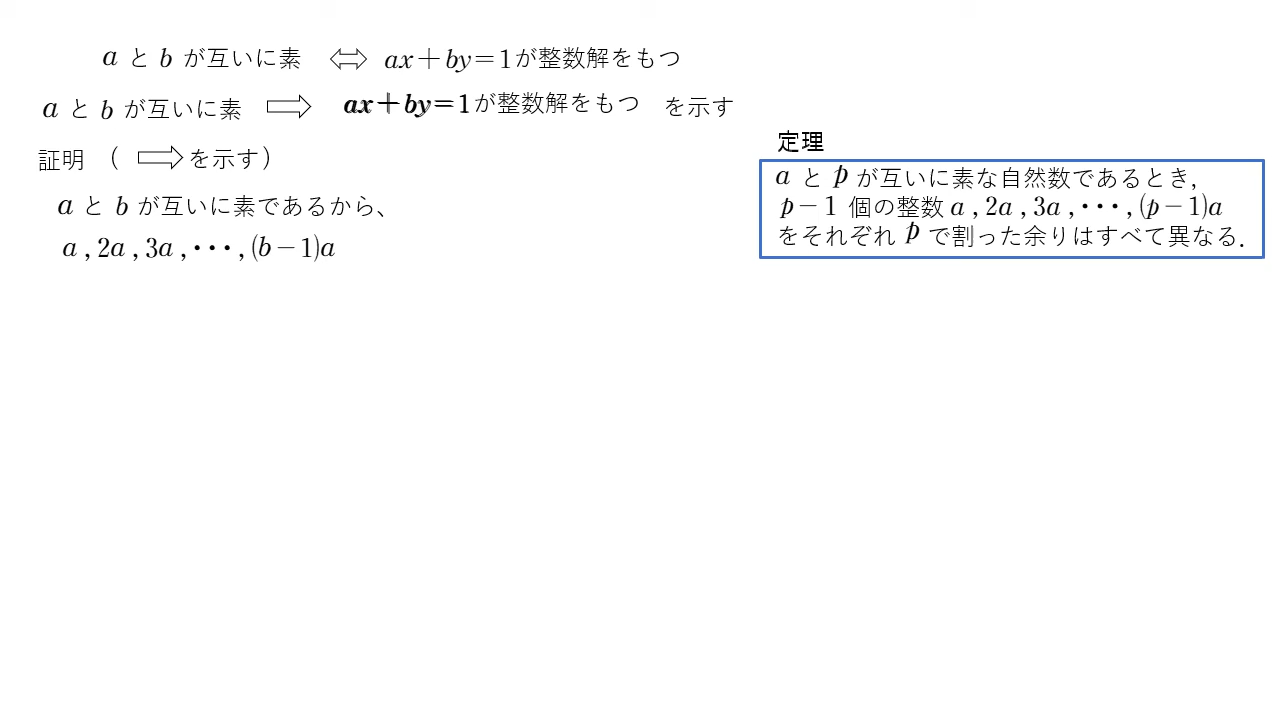 a と b が互いに素 ⇔ ax＋by＝1が整数解をもつ
a と b が互いに素 ⇒ ax＋by＝1が整数解をもつ を示す
証明 ( ⇒を示す)
a と b が互いに素であるから、
a , 2a , 3a , ･･･ , (b－1)a
定理
a と p が互いに素な自然数であるとき,
p－1 個の整数 a , 2a , 3a , ･･･ , (p－1)a
をそれぞれ p で割った余りはすべて異なる.